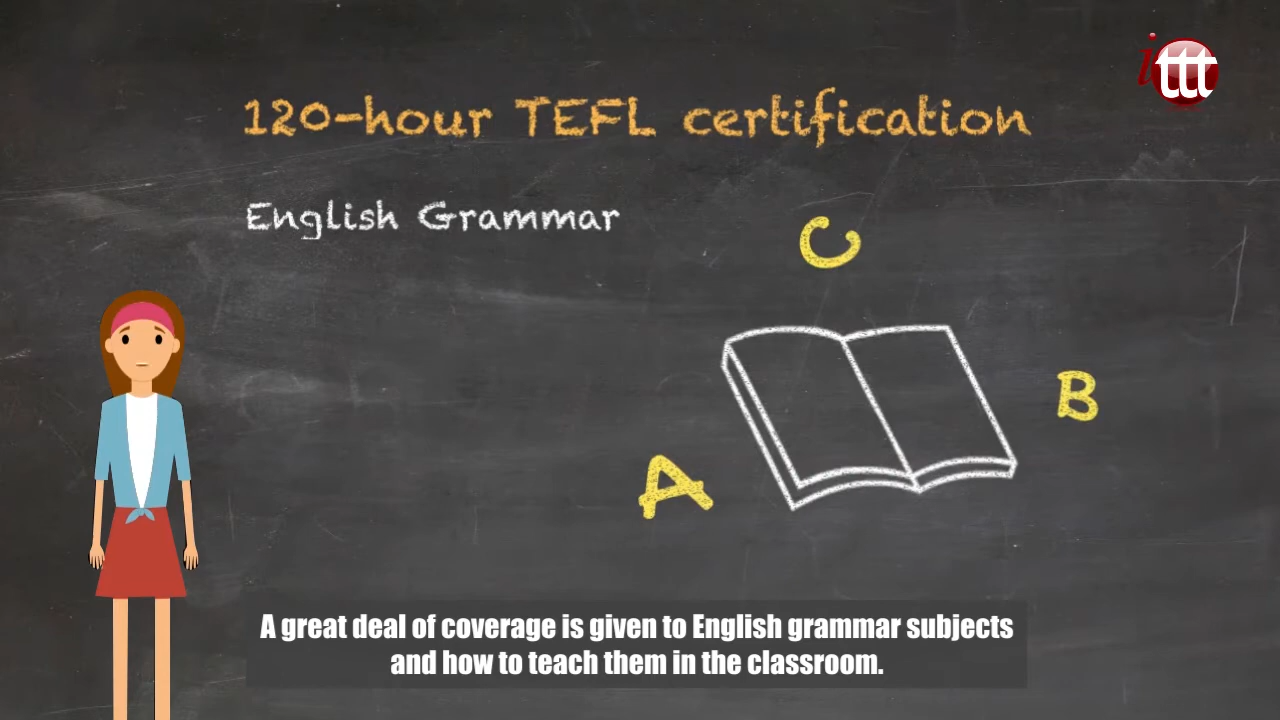 ittt
120-hour TEFL certification
English Grammar
C
B
A
A great deal of coverage is given to English grammar subjects
and how to teach them in the classroom.